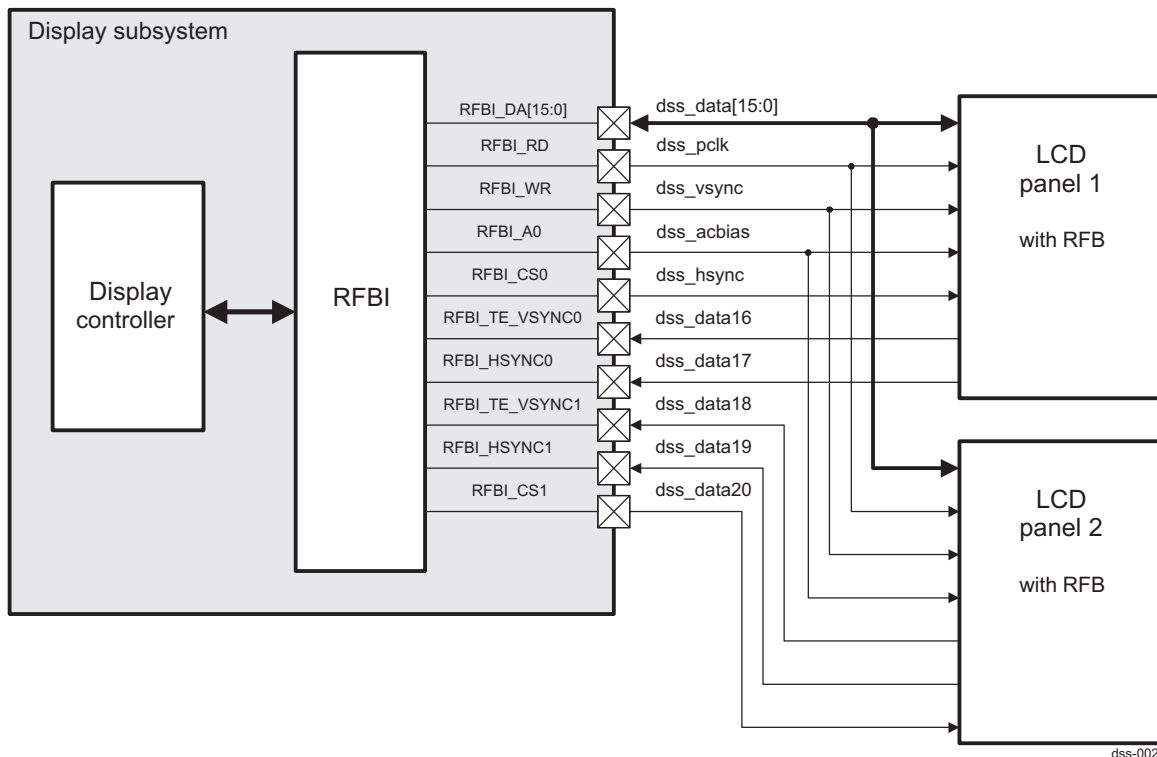 Display subsystem
Display
controller
RFBI
RFBI_DA[15:0]
RFBI_RD
RFBI_WR
RFBI_A0
RFBI_CS0
RFBI_TE_VSYNC0
RFBI_HSYNC0
RFBI_TE_VSYNC1
RFBI_HSYNC1
RFBI_CS1
dss_data[15:0]
dss_pclk
dss_vsync
dss_acbias
dss_hsync
dss_data16
dss_data17
dss_data18
dss_data19
dss_data20
LCD
panel 1
with RFB
LCD
panel 2
with RFB
dss-002